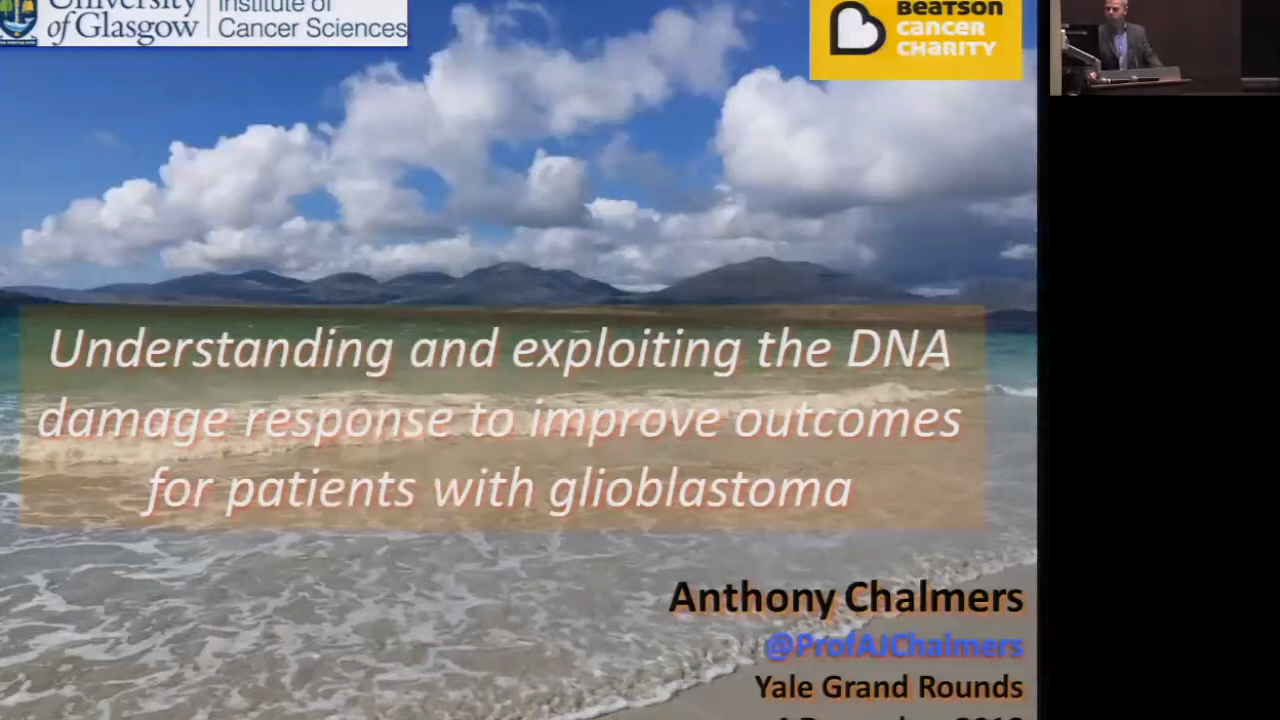 University
of Glasgow
Institute of
Cancer Sciences
BEATSON
CANCER
CHARITY
Understanding and exploiting the DNA
damage response to improve outcomes
for patients with glioblastoma
Anthony Chalmers
@ProfAJChalmers
Yale Grand Rounds